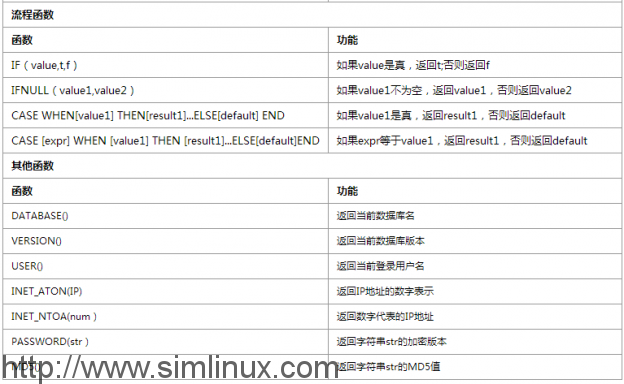 流程函数
函数 功能
IF（value,t,f） 如果value是真，返回t;否则返回f
IFNULL（value1,value2） 如果value1不为空，返回value1，否则返回value2
CASE WHEN[value1] THEN[result1]...ELSE[default] END 如果value1是真，返回result1，否则返回default
CASE [expr] WHEN [value1] THEN [result1]...ELSE[default]END 如果expr等于value1，返回result1，否则返回default
其他函数
函数 功能
DATABASE() 返回当前数据库名
VERSION() 返回当前数据库版本
USER() 返回当前登录用户名
INET_ATON(IP) 返回IP地址的数字表示
INET_NTOA(num） 返回数字代表的IP地址
PASSWORD(str） 返回字符串str的加密版本
MD5() 返回字符串str的MD5值
http://www.simlinux.com